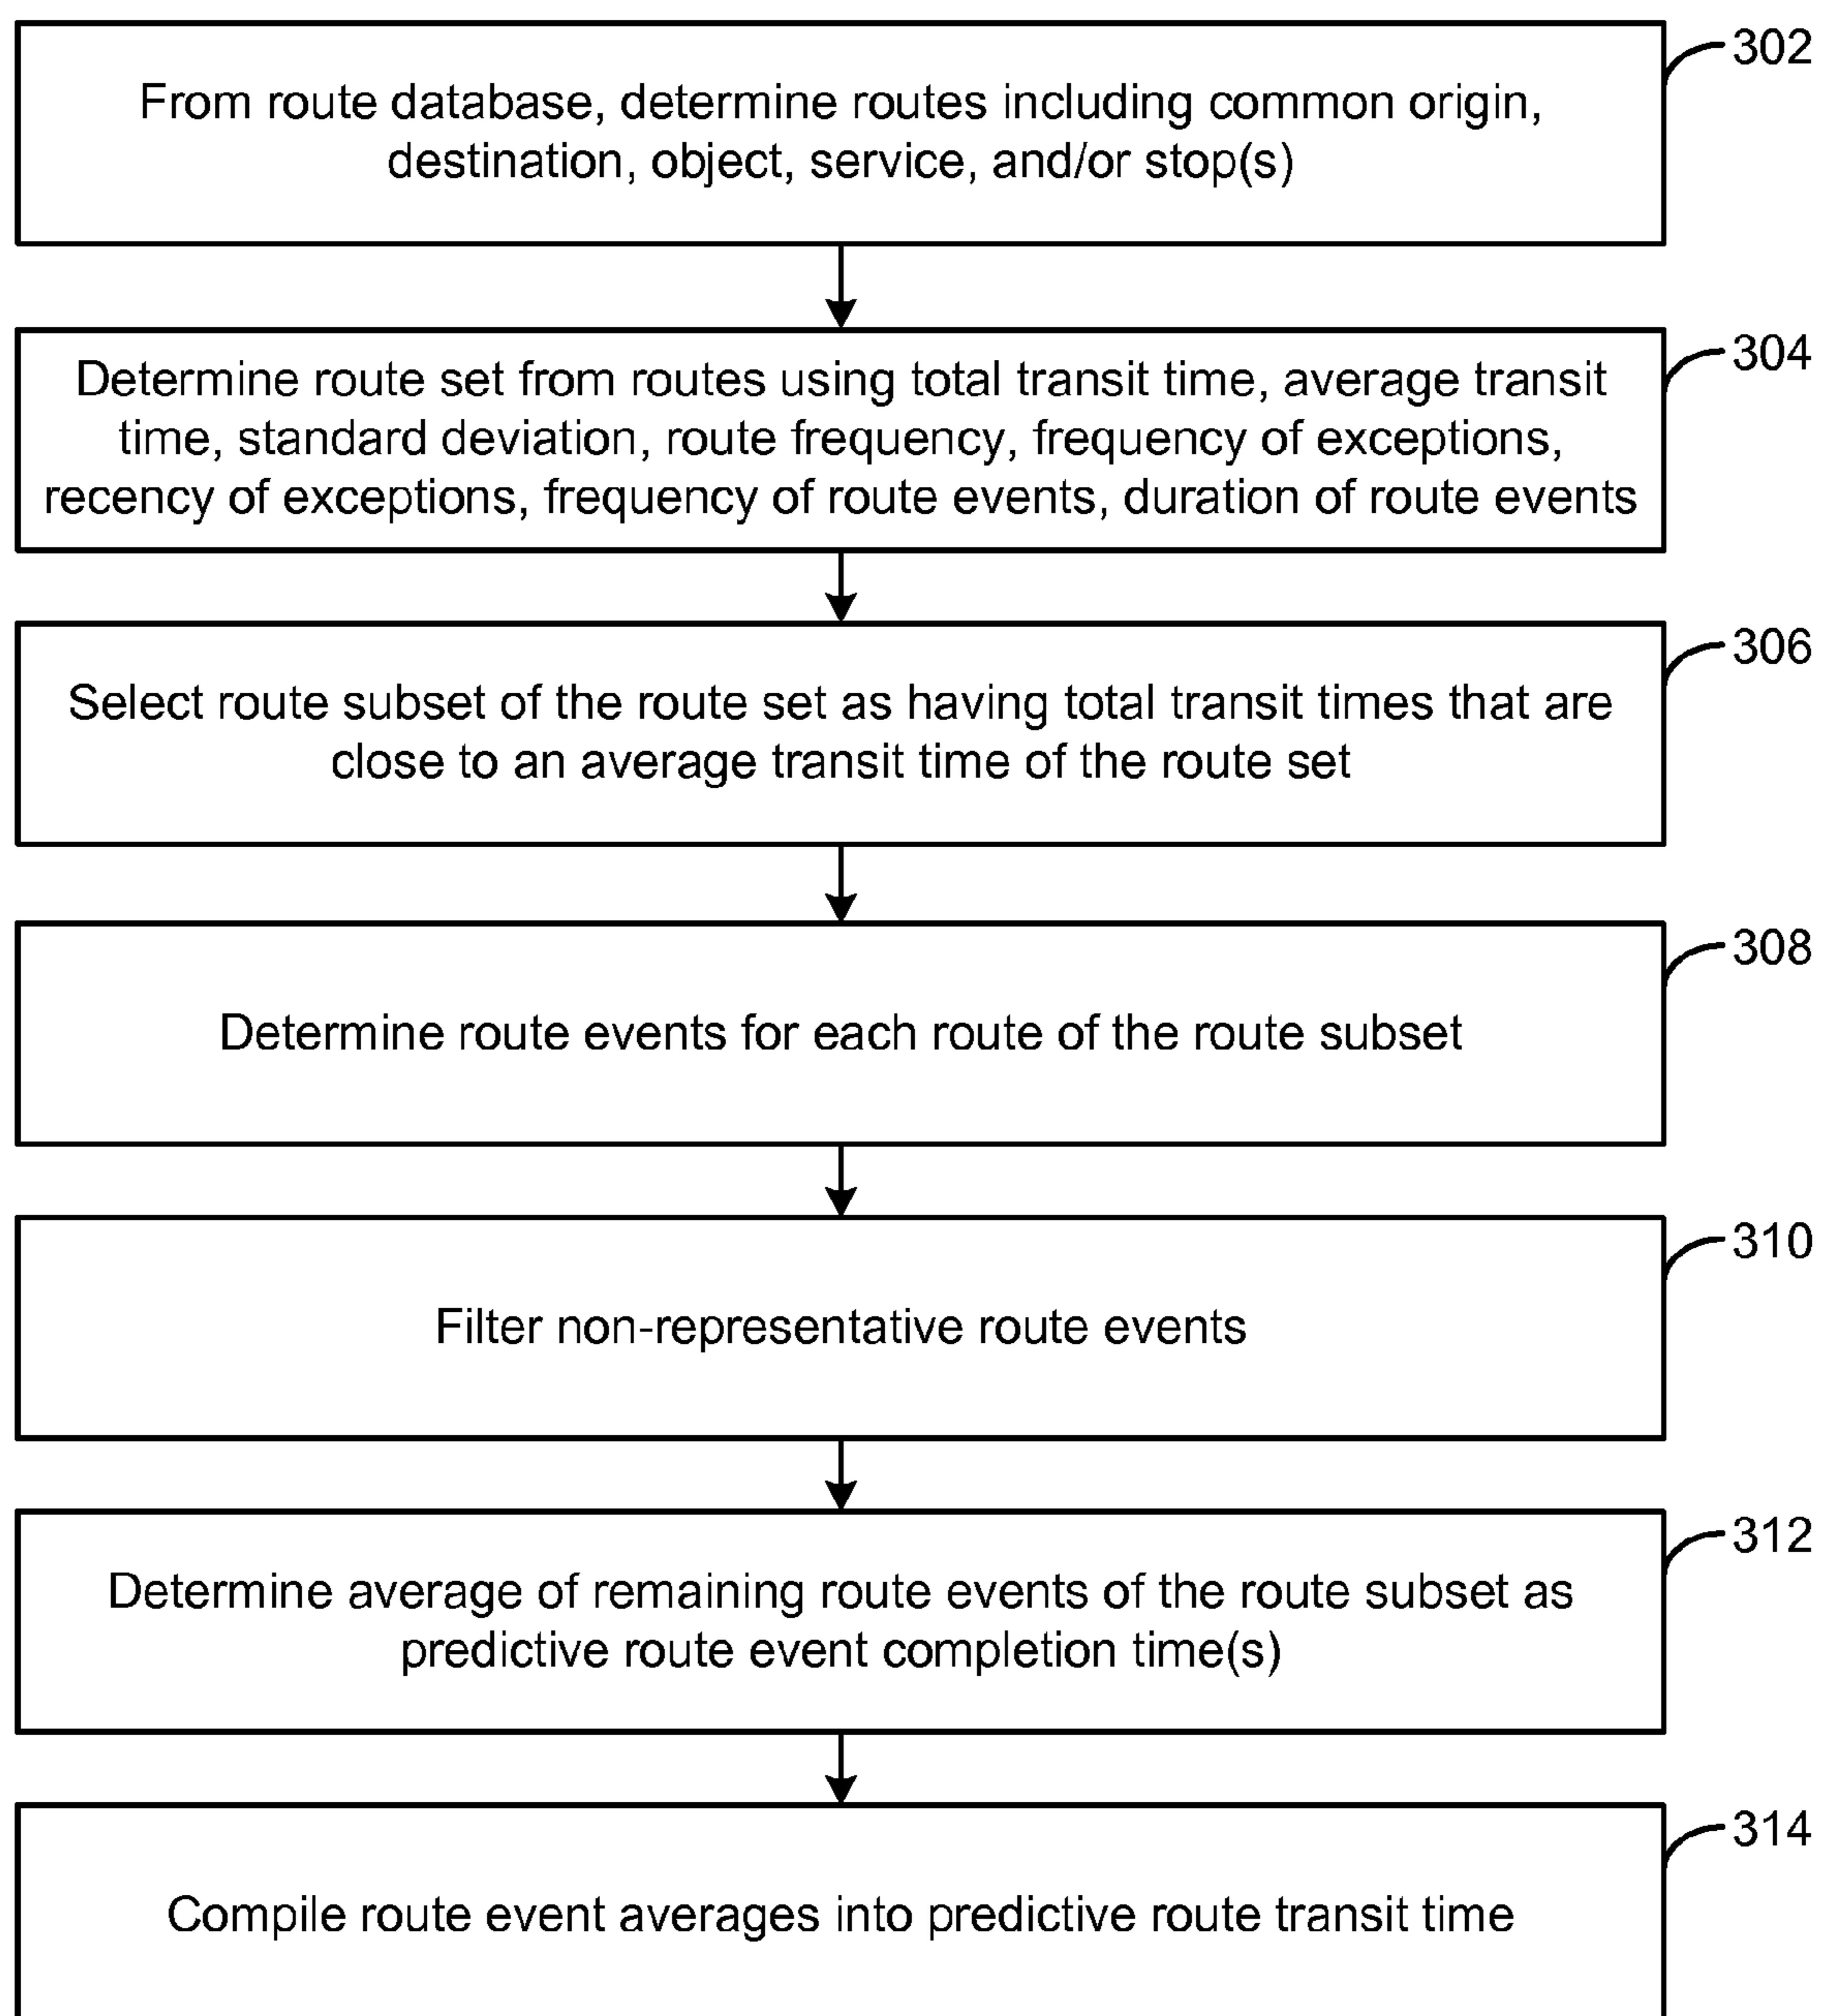 302
From route database, determine routes including common origin,
destination, object, service, and/or stop(s)
304
Determine route set from routes using total transit time, average transit
time, standard deviation, route frequency, frequency of exceptions,
recency of exceptions, frequency of route events, duration of route events
306
Select route subset of the route set as having total transit times that are
close to an average transit time of the route set
308
Determine route events for each route of the route subset
310
Filter non-representative route events
312
Determine average of remaining route events of the route subset as
predictive route event completion time(s)
314
Compile route event averages into predictive route transit time